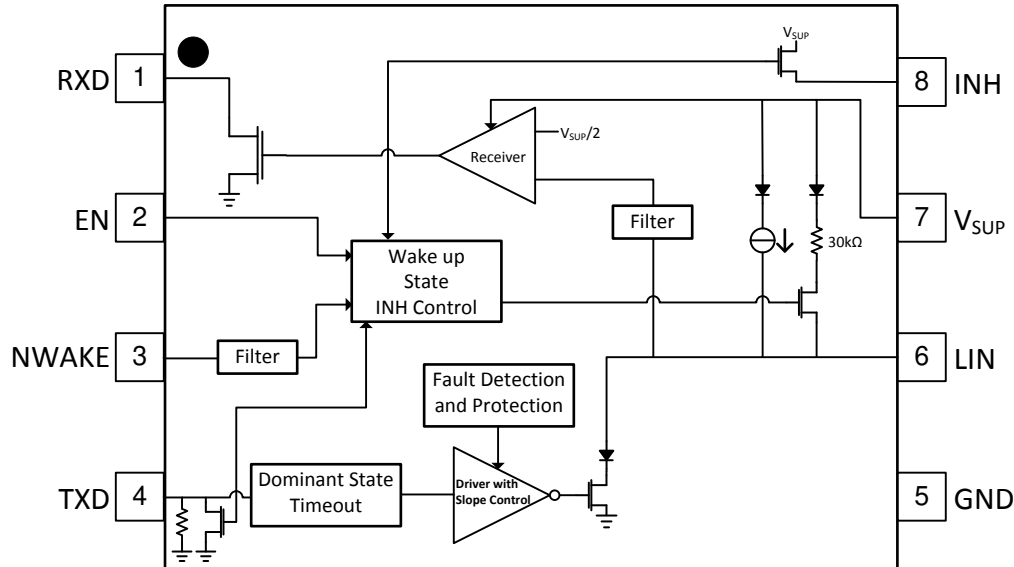 V_SUP
RXD 1
8 INH
V_SUP/2
Receiver
EN 2
Filter
7 V_SUP
30kΩ
Wake up
State
INH Control
NWAKE 3
Filter
6 LIN
Fault Detection
and Protection
TXD 4
Dominant State
Timeout
Driver with
Slope Control
5 GND